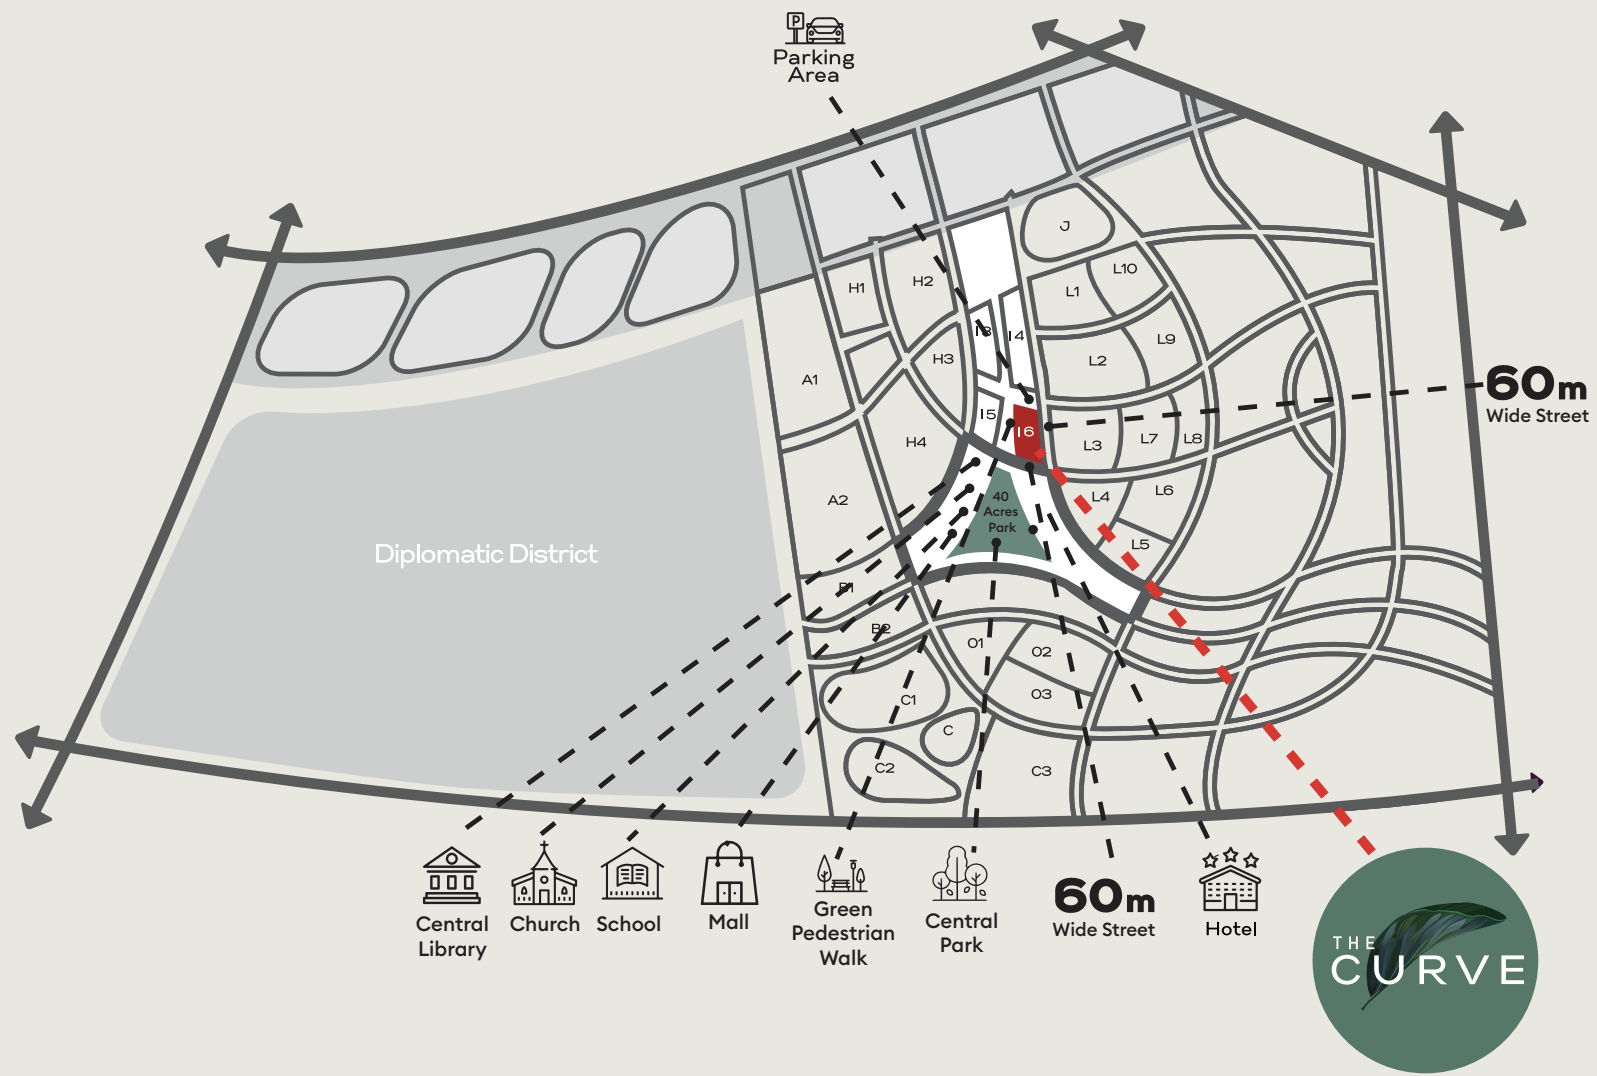 P
Parking
Area
J
L10
H1
H2
L1
I3
I4
L9
H3
L2
A1
60m
Wide Street
I5
I6
H4
L3
L7
L8
A2
40
Acres
Park
L4
L6
L5
Diplomatic District
B1
B2
O1
O2
O3
C1
C
C2
C3
Central
Library
Church
School
Mall
Green
Pedestrian
Walk
Central
Park
60m
Wide Street
Hotel
THE
CURVE